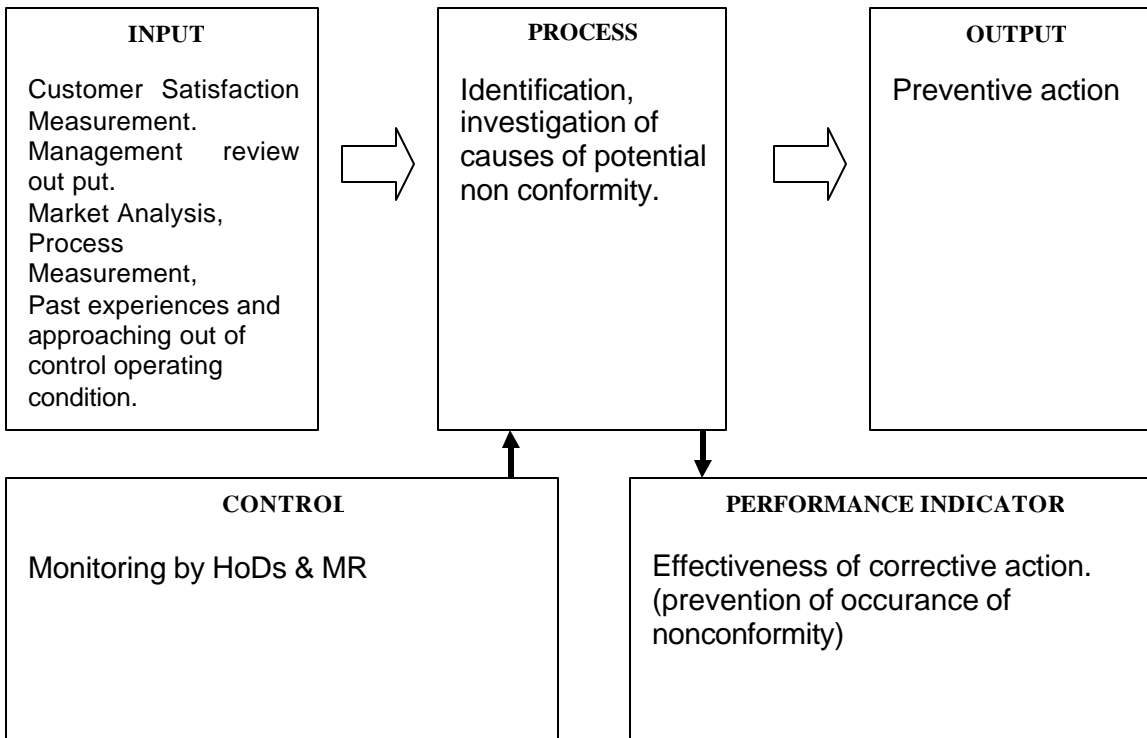 INPUT
Customer Satisfaction
Measurement.
Management review
out put.
Market Analysis,
Process
Measurement,
Past experiences and
approaching out of
control operating
condition.
PROCESS
Identification,
investigation of
causes of potential
non conformity.
OUTPUT
Preventive action
CONTROL
Monitoring by HoDs & MR
PERFORMANCE INDICATOR
Effectiveness of corrective action.
(prevention of occurance of
nonconformity)